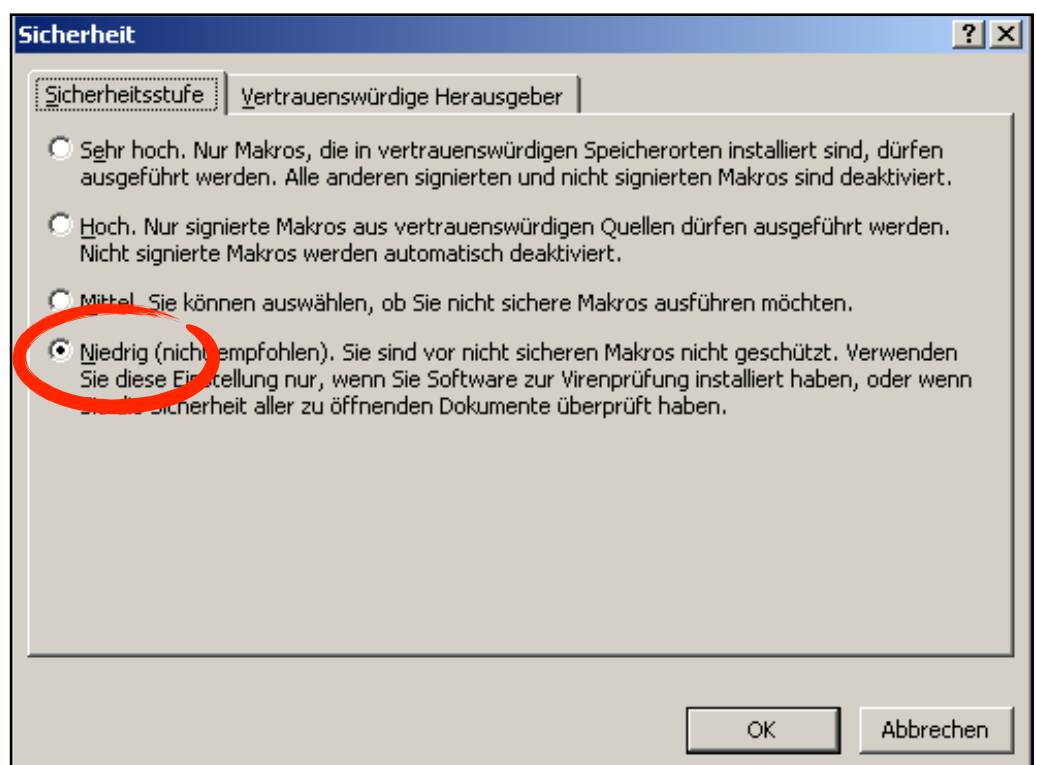 Sicherheit
Sicherheitsstufe Vertrauenswürdige Herausgeber
Sehr hoch. Nur Makros, die in vertrauenswürdigen Speicherorten installiert sind, dürfen
ausgeführt werden. Alle anderen signierten und nicht signierten Makros sind deaktiviert.
Hoch. Nur signierte Makros aus vertrauenswürdigen Quellen dürfen ausgeführt werden.
Nicht signierte Makros werden automatisch deaktiviert.
Mittel. Sie können auswählen, ob Sie nicht sichere Makros ausführen möchten.
Niedrig (nicht empfohlen). Sie sind vor nicht sicheren Makros nicht geschützt. Verwenden
Sie diese Einstellung nur, wenn Sie Software zur Virenprüfung installiert haben, oder wenn
Sie die Sicherheit aller zu öffnenden Dokumente überprüft haben.
OK Abbrechen